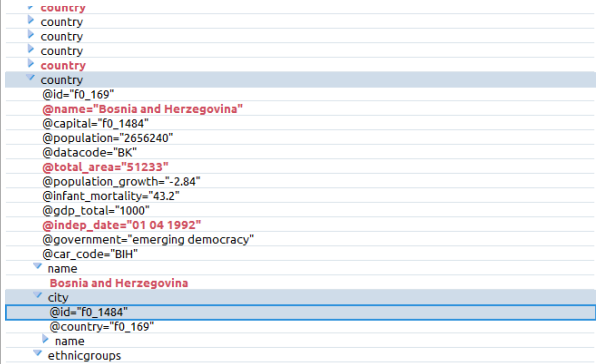 country
country
country
country
country
country
@id="f0_169"
@name="Bosnia and Herzegovina"
@capital="f0_1484"
@population="2656240"
@datacode="BK"
@total_area="51233"
@population_growth="-2.84"
@infant_mortality="43.2"
@gdp_total="1000"
@indep_date="01 04 1992"
@government="emerging democracy"
@car_code="BIH"
name
Bosnia and Herzegovina
city
@id="f0_1484"
@country="f0_169"
name
ethnicgroups